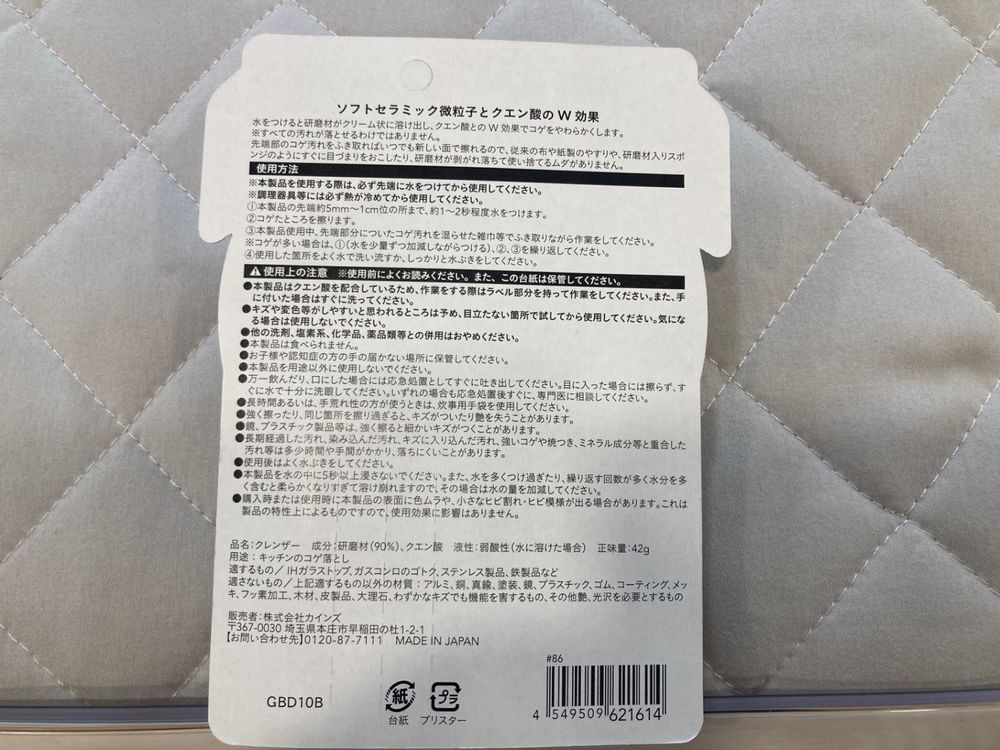 ソフトセラミック微粒子とクエン酸のW効果
水をつけると研磨材がクリーム状に溶け出し、クエン酸とのW効果でコゲをやわらかくします。
※すべての汚れが落とせるわけではありません。
先端部のコゲ汚れをふき取ればいつでも新しい面で擦れるので、従来の布や紙製のやすりや、研磨材入りスポ
ンジのようにすぐに目づまりをおこしたり、研磨材が剥がれ落ちて使い捨てるムダがありません。
使用方法
※本製品を使用する際は、必ず先端に水をつけてから使用してください。
※調理器具等には必ず熱が冷めてから使用してください。
①本製品の先端約5mm〜1cm位の所まで、約1〜2秒程度水をつけます。
②コゲたところを擦ります。
③本製品使用中、先端部分についたコゲ汚れを湿らせた雑巾等でふき取りながら作業をしてください。
※コゲが多い場合は、①(水を少量ずつ加減しながらつける)、②、③を繰り返してください。
④使用した箇所をよく水で洗い流すか、しっかりと水ぶきをしてください。
⚠使用上の注意 ※使用前によくお読みください。また、この台紙は保管してください。
●本製品はクエン酸を配合しているため、作業をする際はラベル部分を持って作業をしてください。また、手
に付いた場合はすぐに洗ってください。
●キズや変色等がしやすいと思われるところは予め、目立たない箇所で試してから使用してください。気にな
る場合は使用しないでください。
●他の洗剤、塩素系、化学品、薬品類等との併用はおやめください。
●本製品は食べられません。
●お子様や認知症の方の手の届かない場所に保管してください。
●本製品を用途以外に使用しないでください。
●万一飲んだり、口にした場合には応急処置としてすぐに吐き出してください。目に入った場合には擦らず、す
ぐに水で十分に洗眼してください。いずれの場合も応急処置後すぐに、専門医に相談してください。
●長時間あるいは、手荒れ性の方が使うときは、炊事用手袋を使用してください。
●強く擦ったり、同じ箇所を擦り過ぎると、キズがついたり艶を失うことがあります。
●鏡、プラスチック製品等は、強く擦ると細かいキズがつくことがあります。
●長期経過した汚れ、染み込んだ汚れ、キズに入り込んだ汚れ、強いコゲや焼つき、ミネラル成分等と重合した
汚れ等は多少時間や手間がかかり、落ちにくいことがあります。
●使用後はよく水ぶきをしてください。
●本製品を水の中に5秒以上浸さないでください。また、水を多くつけ過ぎたり、繰り返す回数が多く水分を多
く含むと柔らかくなりすぎて溶け崩れますので、その場合は水の量を加減してください。
●購入時または使用時に本製品の表面に色ムラや、小さなヒビ割れ・ヒビ模様が出る場合があります。これは
製品の特性上によるものですので、使用効果に影響はありません。
品名:クレンザー 成分:研磨材(90%)、クエン酸 液性:弱酸性(水に溶けた場合) 正味量:42g
用途:キッチンのコゲ落とし
適するもの/IHガラストップ、ガスコンロのゴトク、ステンレス製品、鉄製品など
適さないもの/上記適するもの以外の材質:アルミ、銅、真鍮、塗装、鏡、プラスチック、ゴム、コーティング、メッ
キ、フッ素加工、木材、皮製品、大理石、わずかなキズでも機能を害するもの、その他艶、光沢を必要とするもの
販売者:株式会社カインズ
〒367-0030 埼玉県本庄市早稲田の杜1-2-1
【お問い合わせ先】0120-87-7111 MADE IN JAPAN
#86
GBD10B
紙
台紙
プラ
ブリスター
4 549509 621614